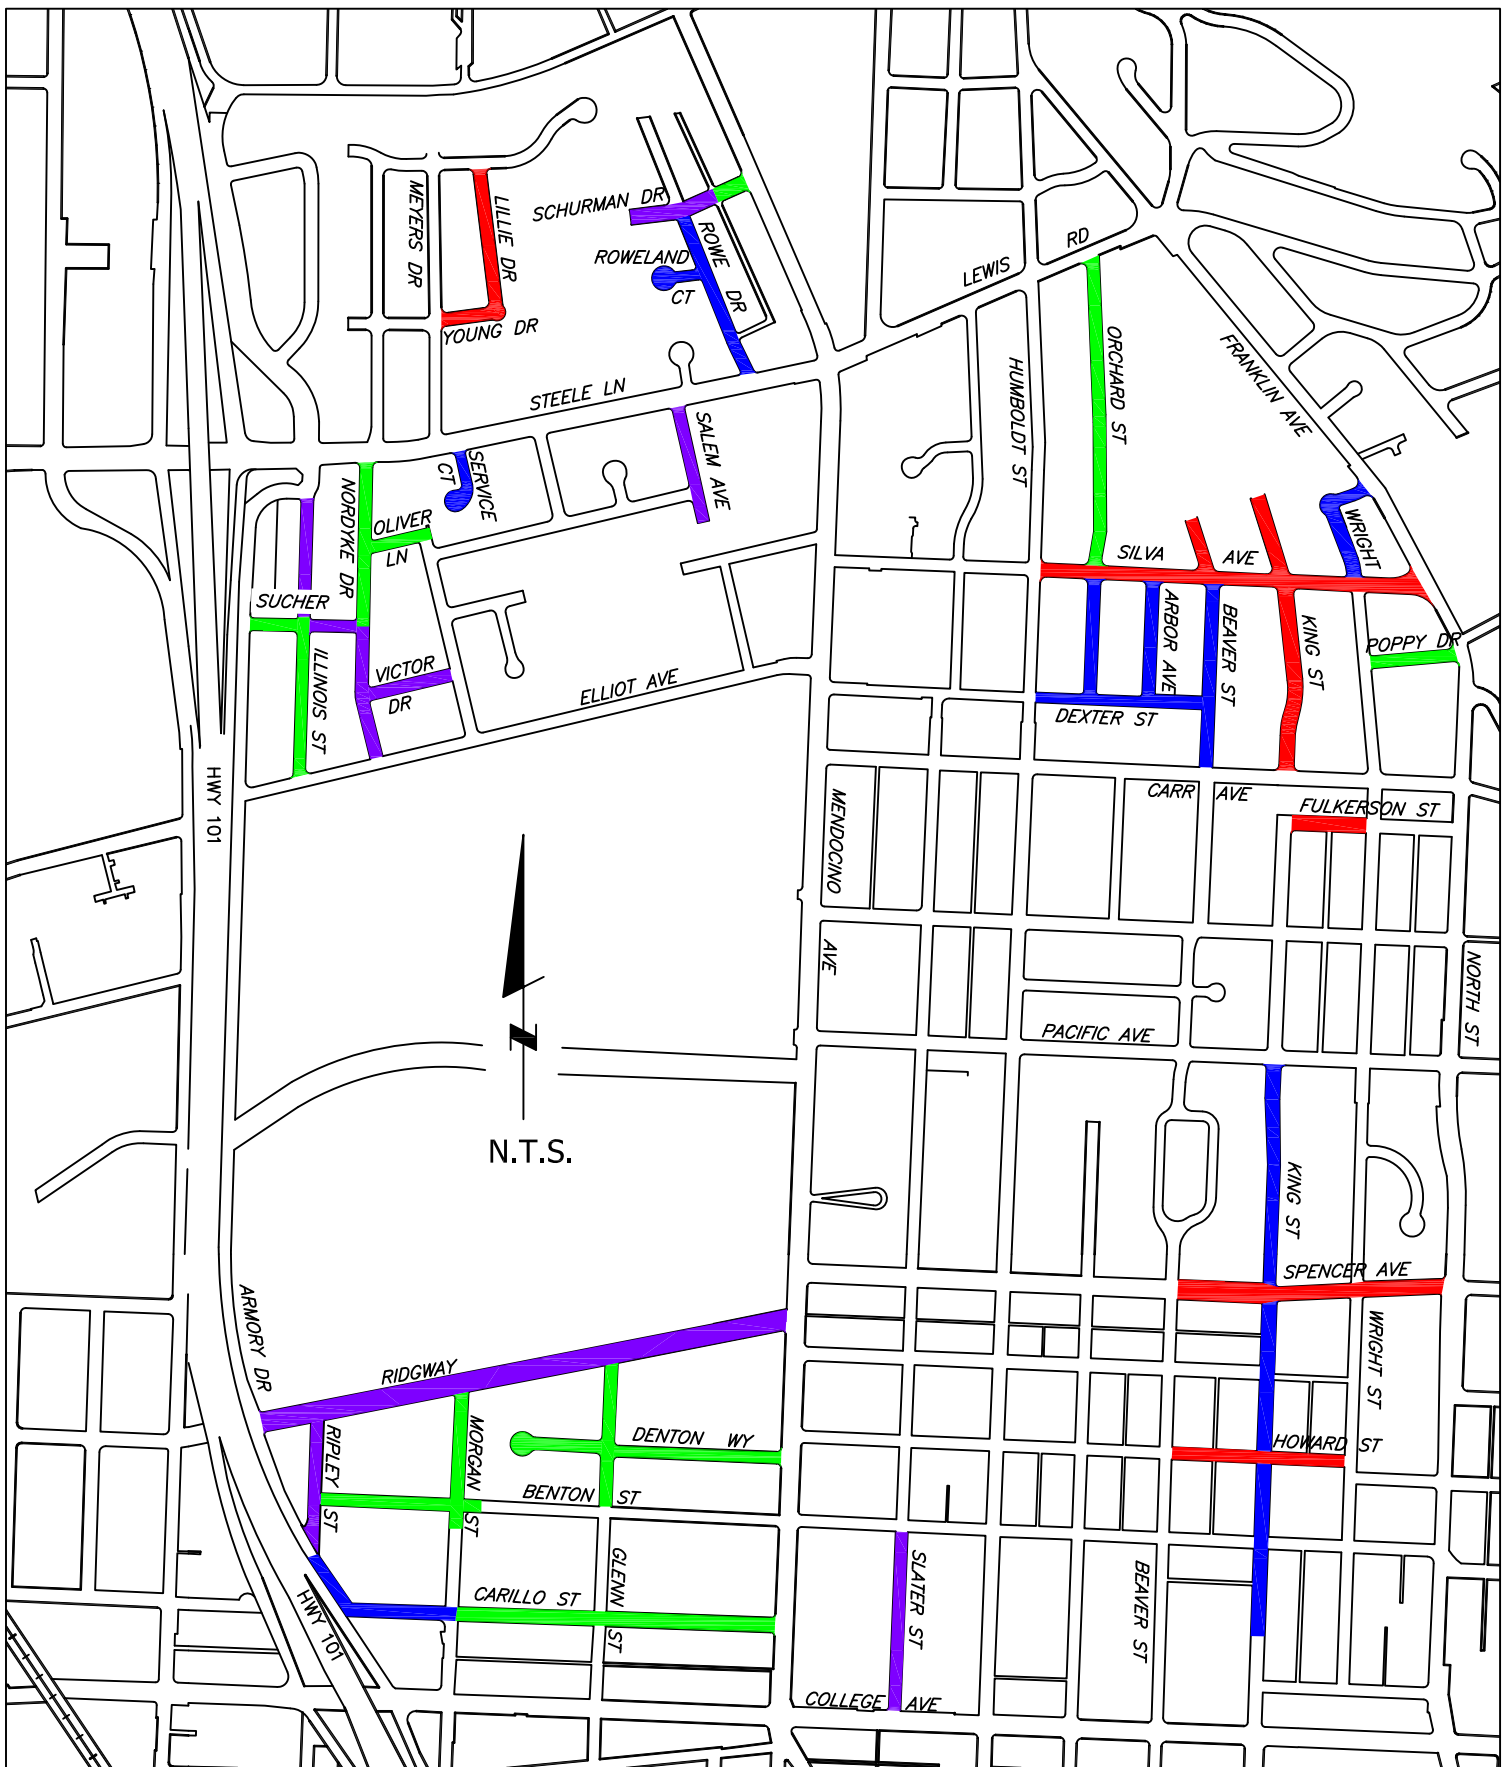 SCHURMAN DR
MEYERS DR
LILLIE DR
ROWELAND
CT
ROWE DR
RD
LEWIS
YOUNG DR
ORCHARD ST
FRANKLIN AVE
HUMBOLDT ST
STEELE LN
SALEM AVE
SERVICE
CT
NORDYKE DR
OLIVER
LN
WRIGHT
SILVA AVE
SUCHER
ARBOR AVE
BEAVER ST
KING ST
POPPY DR
ILLINOIS ST
VICTOR
DR
ELLIOT AVE
DEXTER ST
HWY 101
MENDOCINO
AVE
CARR AVE
FULKERSON ST
NORTH ST
PACIFIC AVE
N
N.T.S.
KING ST
SPENCER AVE
ARMORY DR
WRIGHT ST
RIDGWAY
RIPLEY ST
MORGAN ST
DENTON WY
HOWARD ST
BENTON ST
GLENN ST
SLATER ST
BEAVER ST
CARILLO ST
HWY 101
COLLEGE AVE